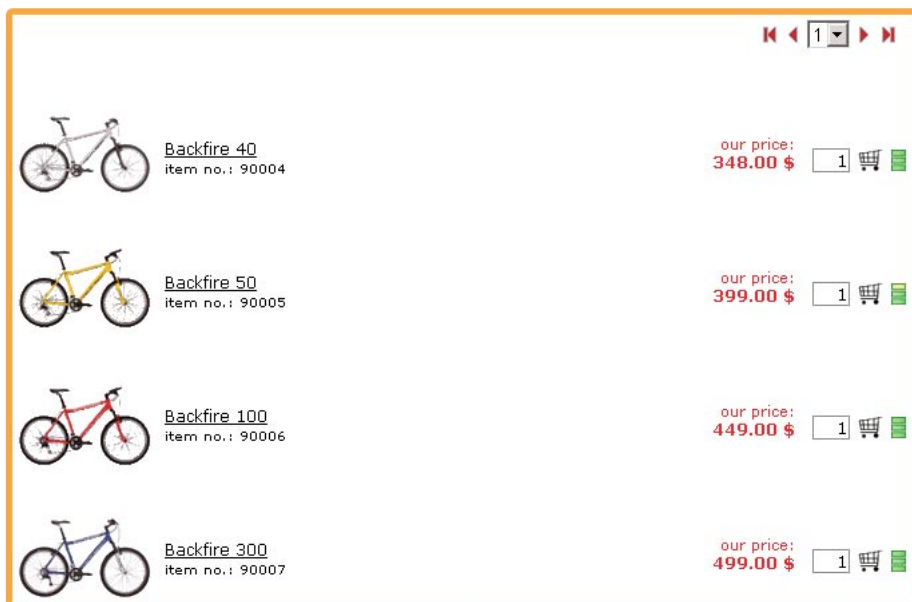 1
Backfire 40
item no.: 90004
our price:
348.00 $
1
Backfire 50
item no.: 90005
our price:
399.00 $
1
Backfire 100
item no.: 90006
our price:
449.00 $
1
Backfire 300
item no.: 90007
our price:
499.00 $
1